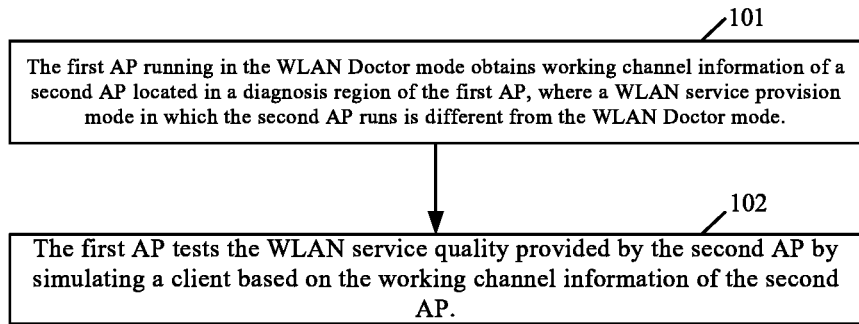 101
The first AP running in the WLAN Doctor mode obtains working channel information of a
second AP located in a diagnosis region of the first AP, where a WLAN service provision
mode in which the second AP runs is different from the WLAN Doctor mode.
102
The first AP tests the WLAN service quality provided by the second AP by
simulating a client based on the working channel information of the second
AP.